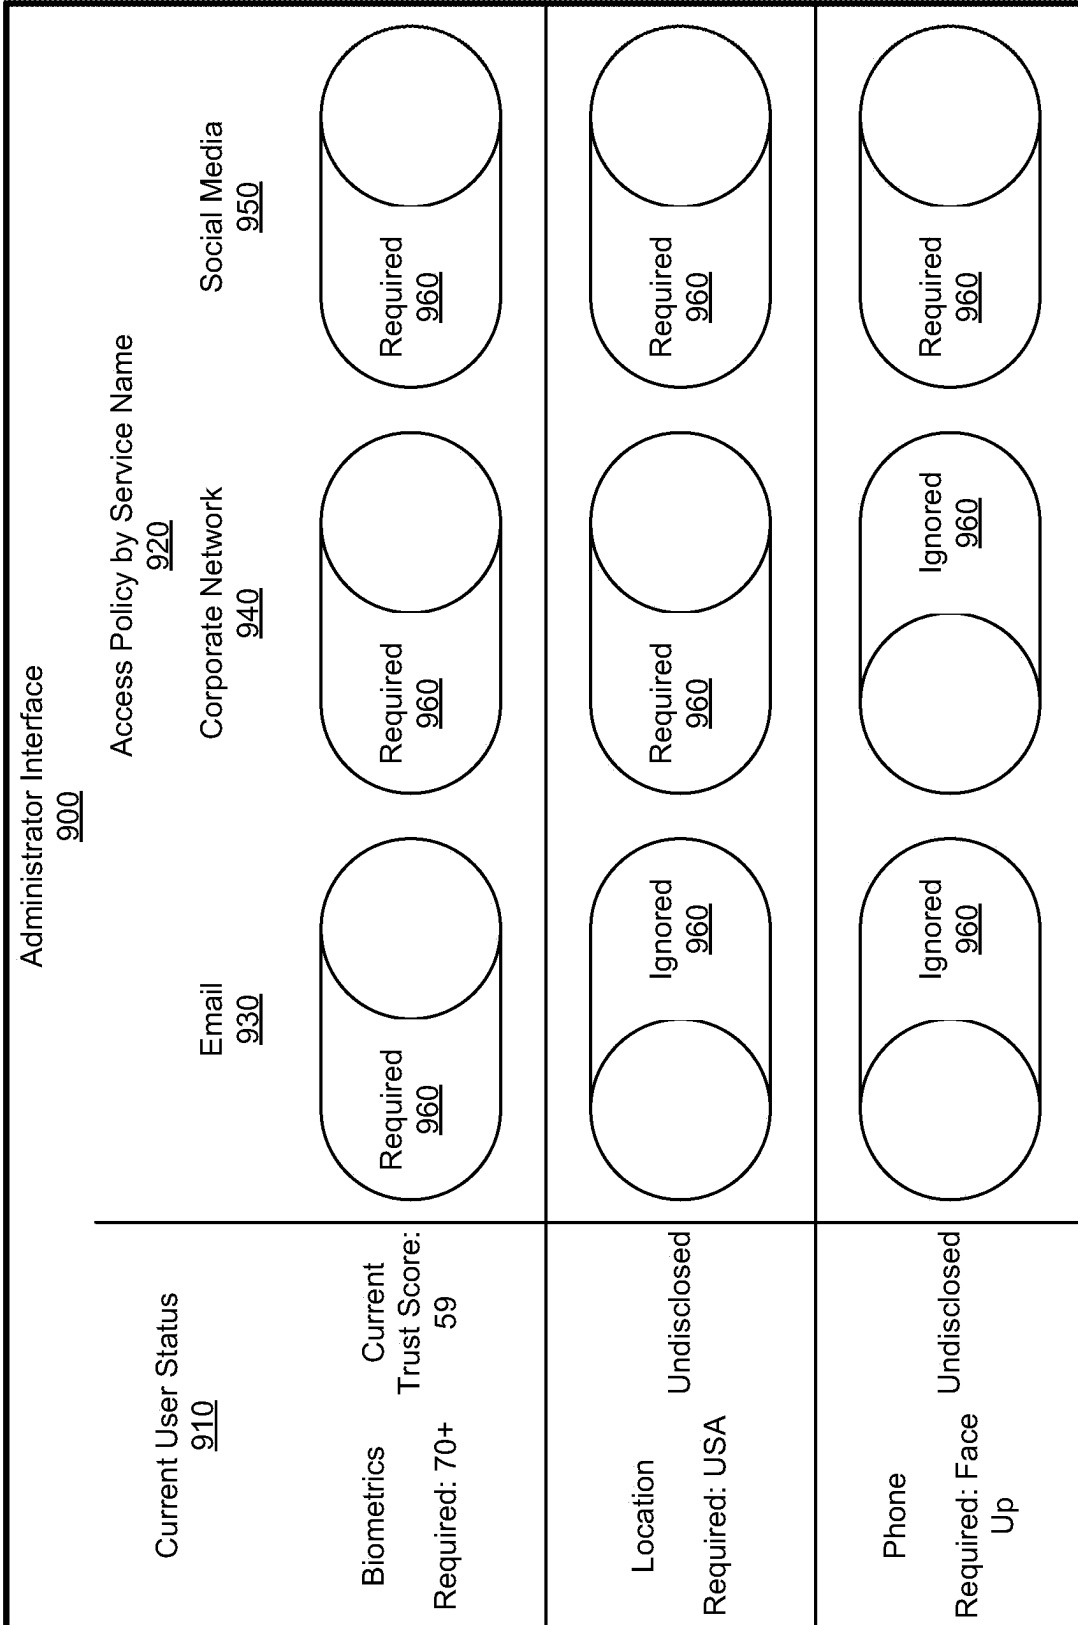 Administrator Interface
900
Current User Status
910
Access Policy by Service Name
920
Email
930
Corporate Network
940
Social Media
950
Biometrics
Required: 70+
Current
Trust Score:
59
Required
960
Required
960
Required
960
Location
Required: USA
Undisclosed
Ignored
960
Required
960
Required
960
Phone
Required: Face
Up
Undisclosed
Ignored
960
Ignored
960
Required
960